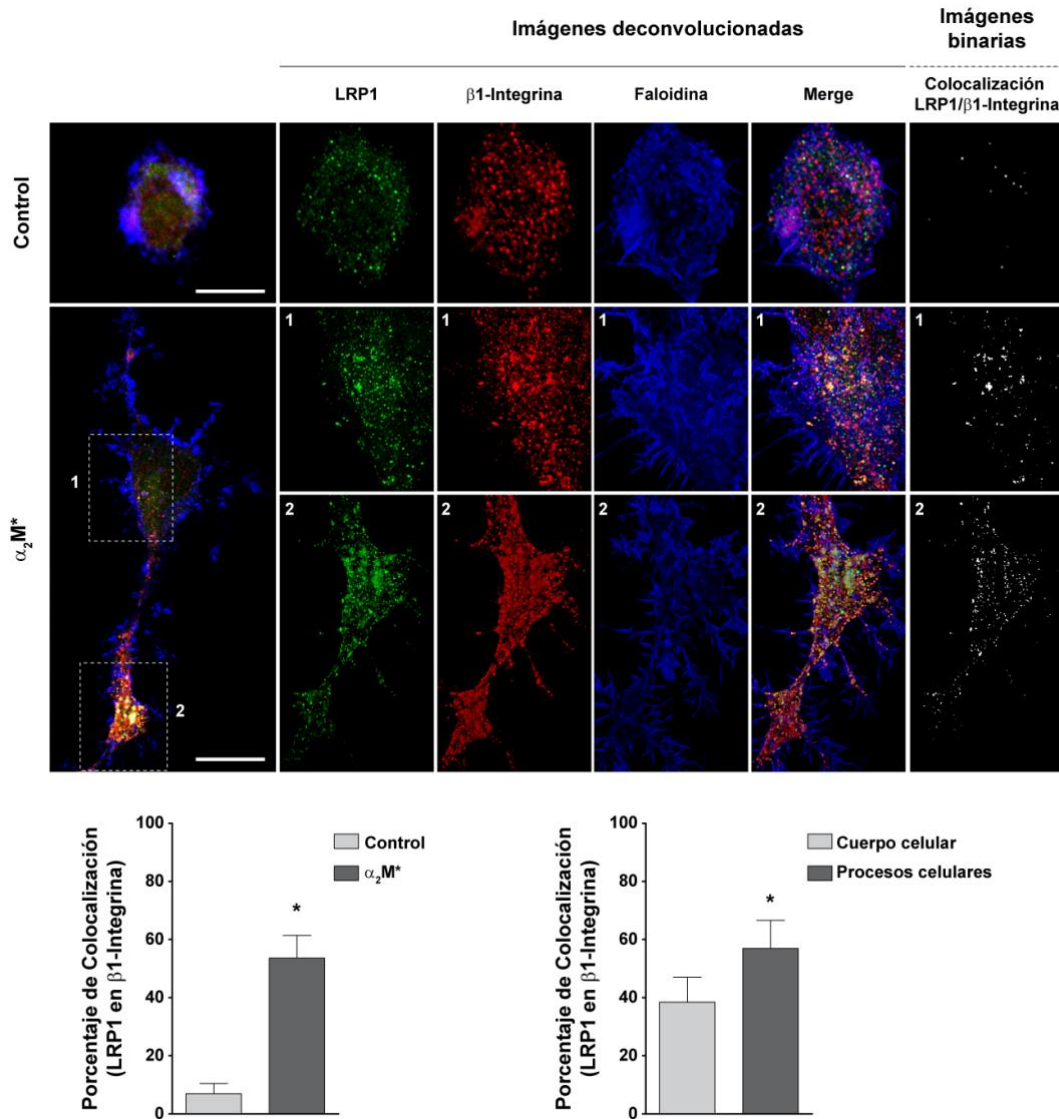 Imágenes deconvolucionadas
Imágenes
binarias
LRP1
β1-Integrina
Faloidina
Merge
Colocalización
LRP1/β1-Integrina
Control
α₂M*
1
2
1
1
1
1
1
2
2
2
2
2
Porcentaje de Colocalización
(LRP1 en β1-Integrina)
100
80
60
40
20
0
*
Control
α₂M*
Porcentaje de Colocalización
(LRP1 en β1-Integrina)
100
80
60
40
20
0
*
Cuerpo celular
Procesos celulares